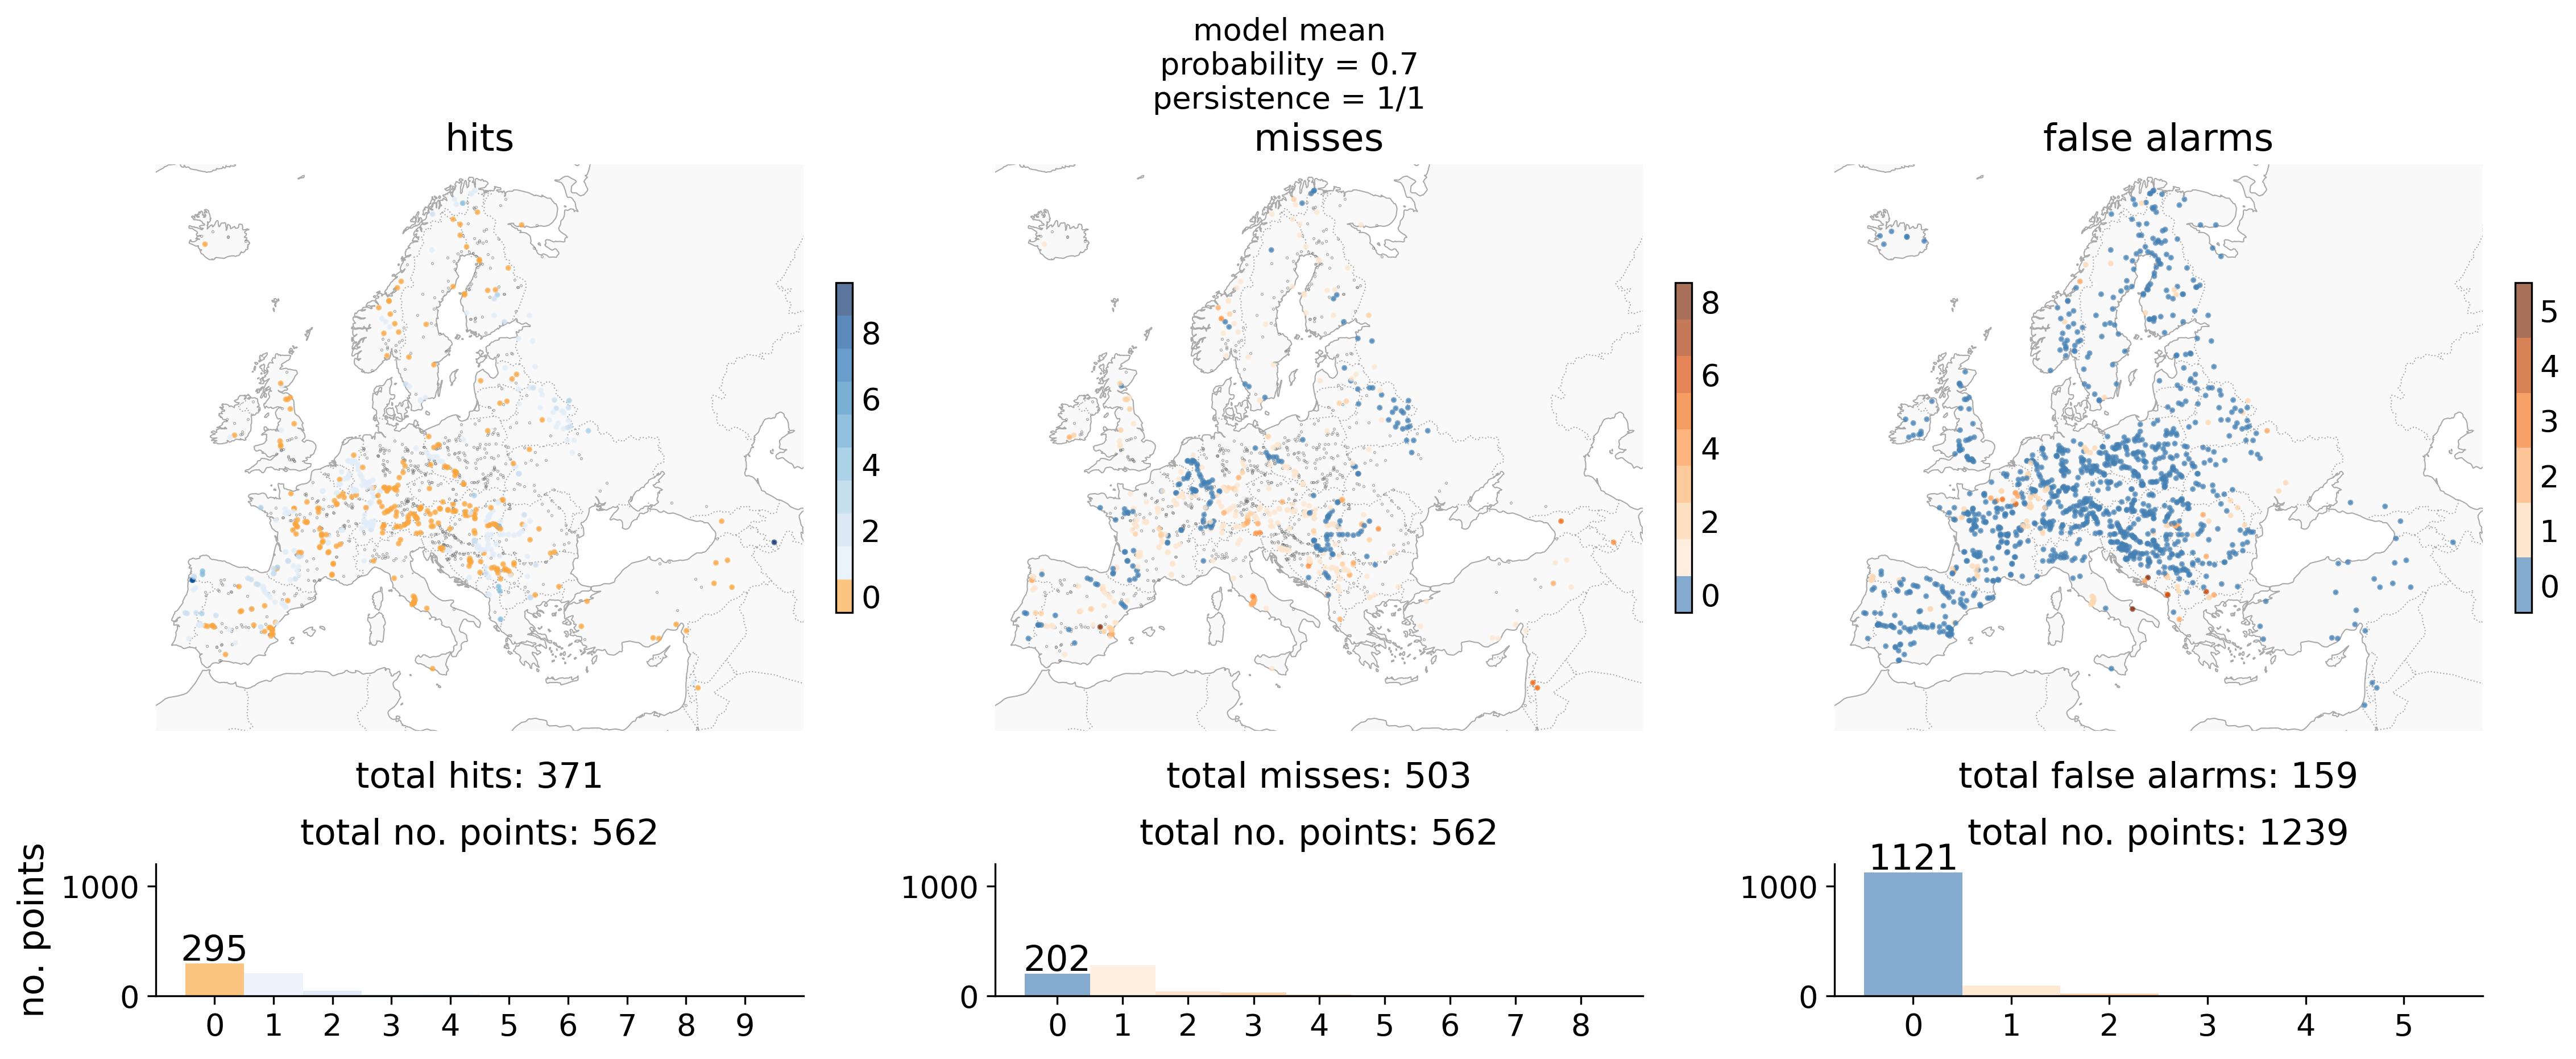 model mean
probability = 0.7
persistence = 1/1
hits
misses
false alarms
8
6
4
2
0
8
6
4
2
0
5
4
3
2
1
0
total hits: 371
total misses: 503
total false alarms: 159
total no. points: 562
total no. points: 562
total no. points: 1239
no. points
1000
0
295
0 1 2 3 4 5 6 7 8 9
1000
0
202
0 1 2 3 4 5 6 7 8
1000
0
1121
0 1 2 3 4 5